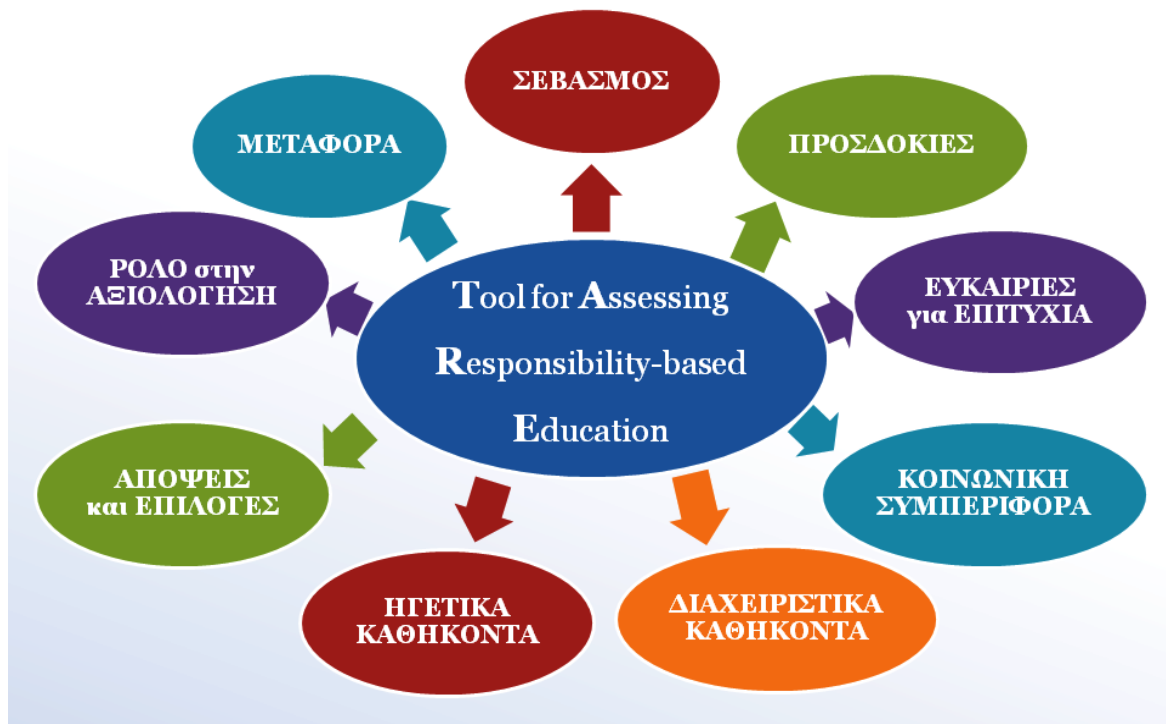 ΣΕΒΑΣΜΟΣ
ΜΕΤΑΦΟΡΑ
ΠΡΟΣΔΟΚΙΕΣ
ΡΟΛΟ στην
ΑΞΙΟΛΟΓΗΣΗ
Tool for Assessing
Responsibility-based
Education
ΕΥΚΑΙΡΙΕΣ
για ΕΠΙΤΥΧΙΑ
ΑΠΟΨΕΙΣ
και ΕΠΙΛΟΓΕΣ
ΚΟΙΝΩΝΙΚΗ
ΣΥΜΠΕΡΙΦΟΡΑ
ΗΓΕΤΙΚΑ
ΚΑΘΗΚΟΝΤΑ
ΔΙΑΧΕΙΡΙΣΤΙΚΑ
ΚΑΘΗΚΟΝΤΑ